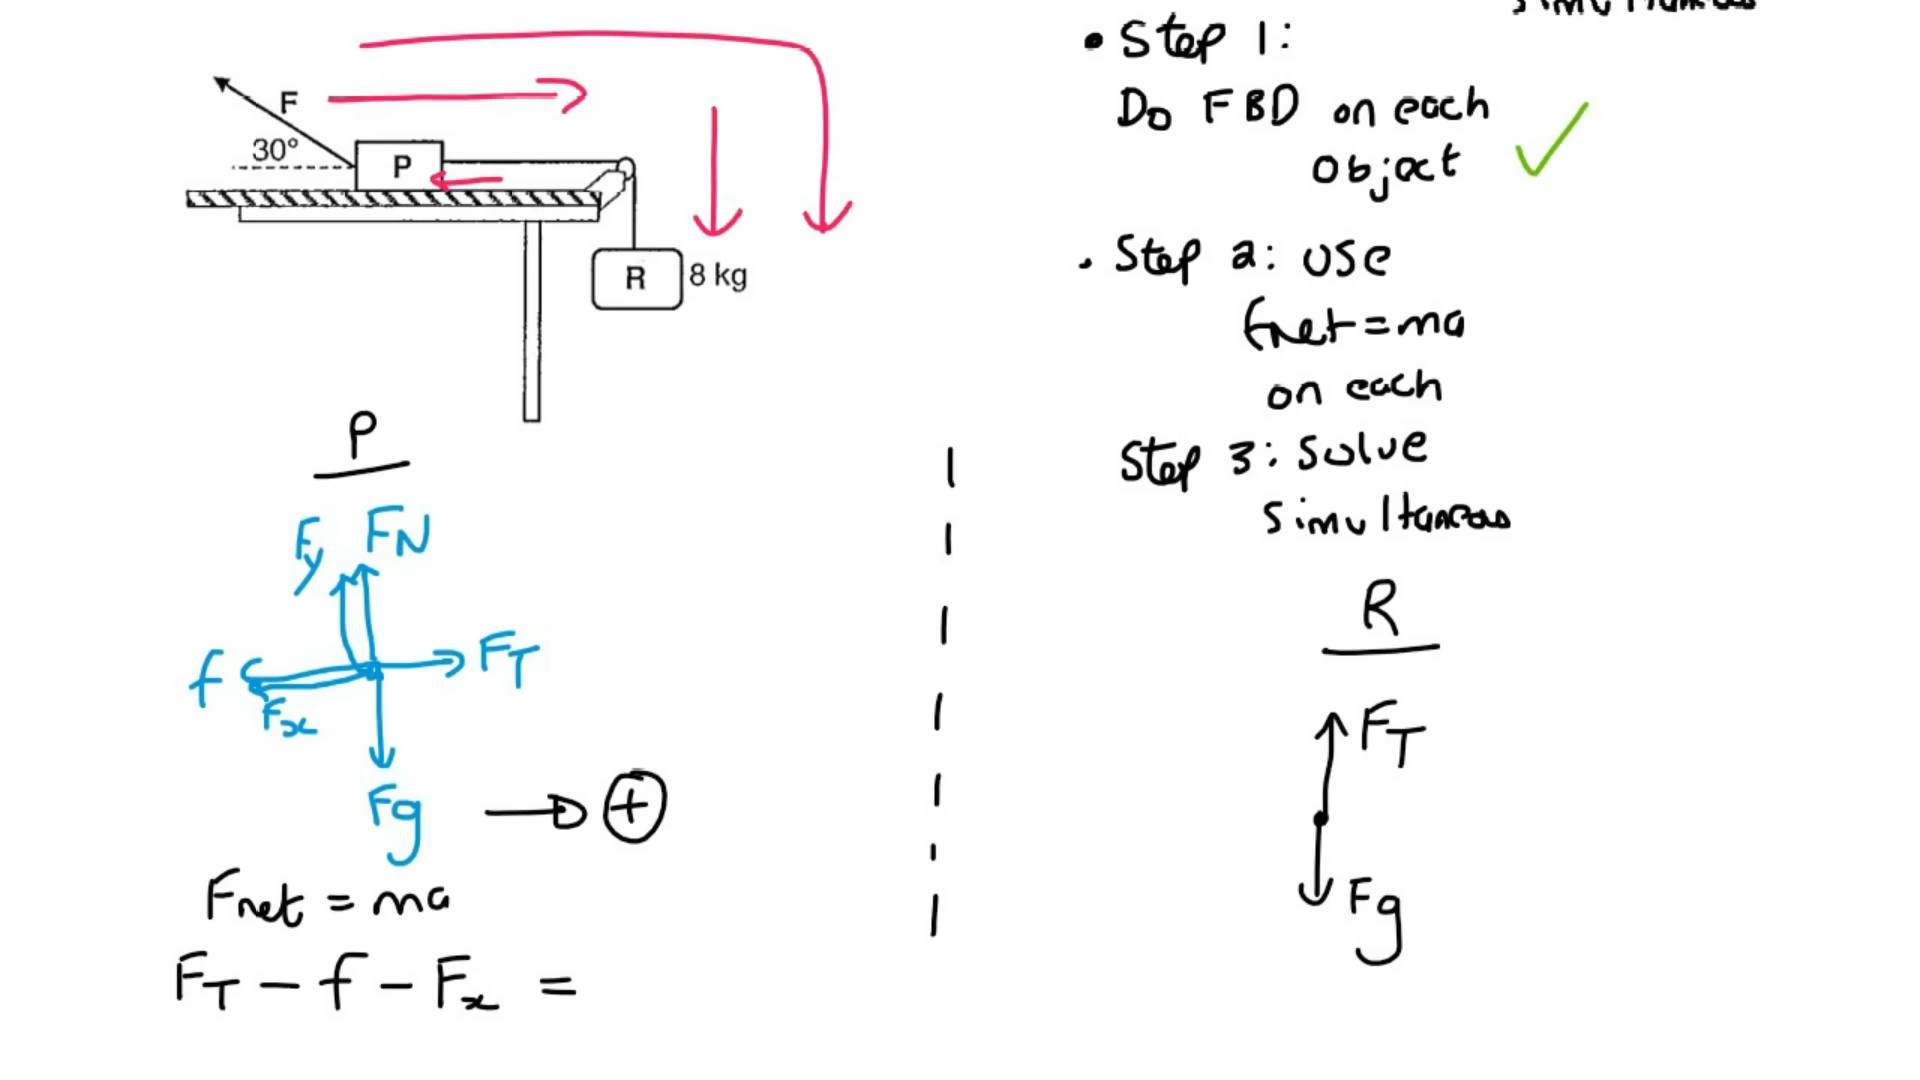 • Step 1:
Do FBD on each
Object ✓
. Step 2: use
Fnet = ma
on each
Step 3: Solve
Simultaneous
F
30°
P
R
8 kg
P
Fy FN
f
Fx
FT
Fg
→ +
Fnet = ma
FT - f - Fx =
R
FT
Fg